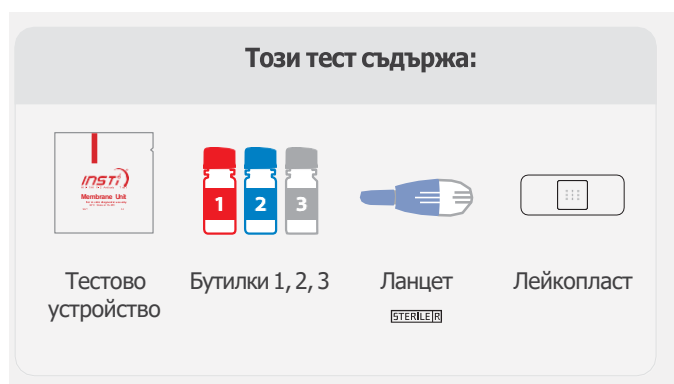 Този тест съдържа:
INSTi
Membrane Unit
1 2 3
Тестово
устройство
Бутилки 1, 2, 3
Ланцет
STERILE R
Лейкопласт